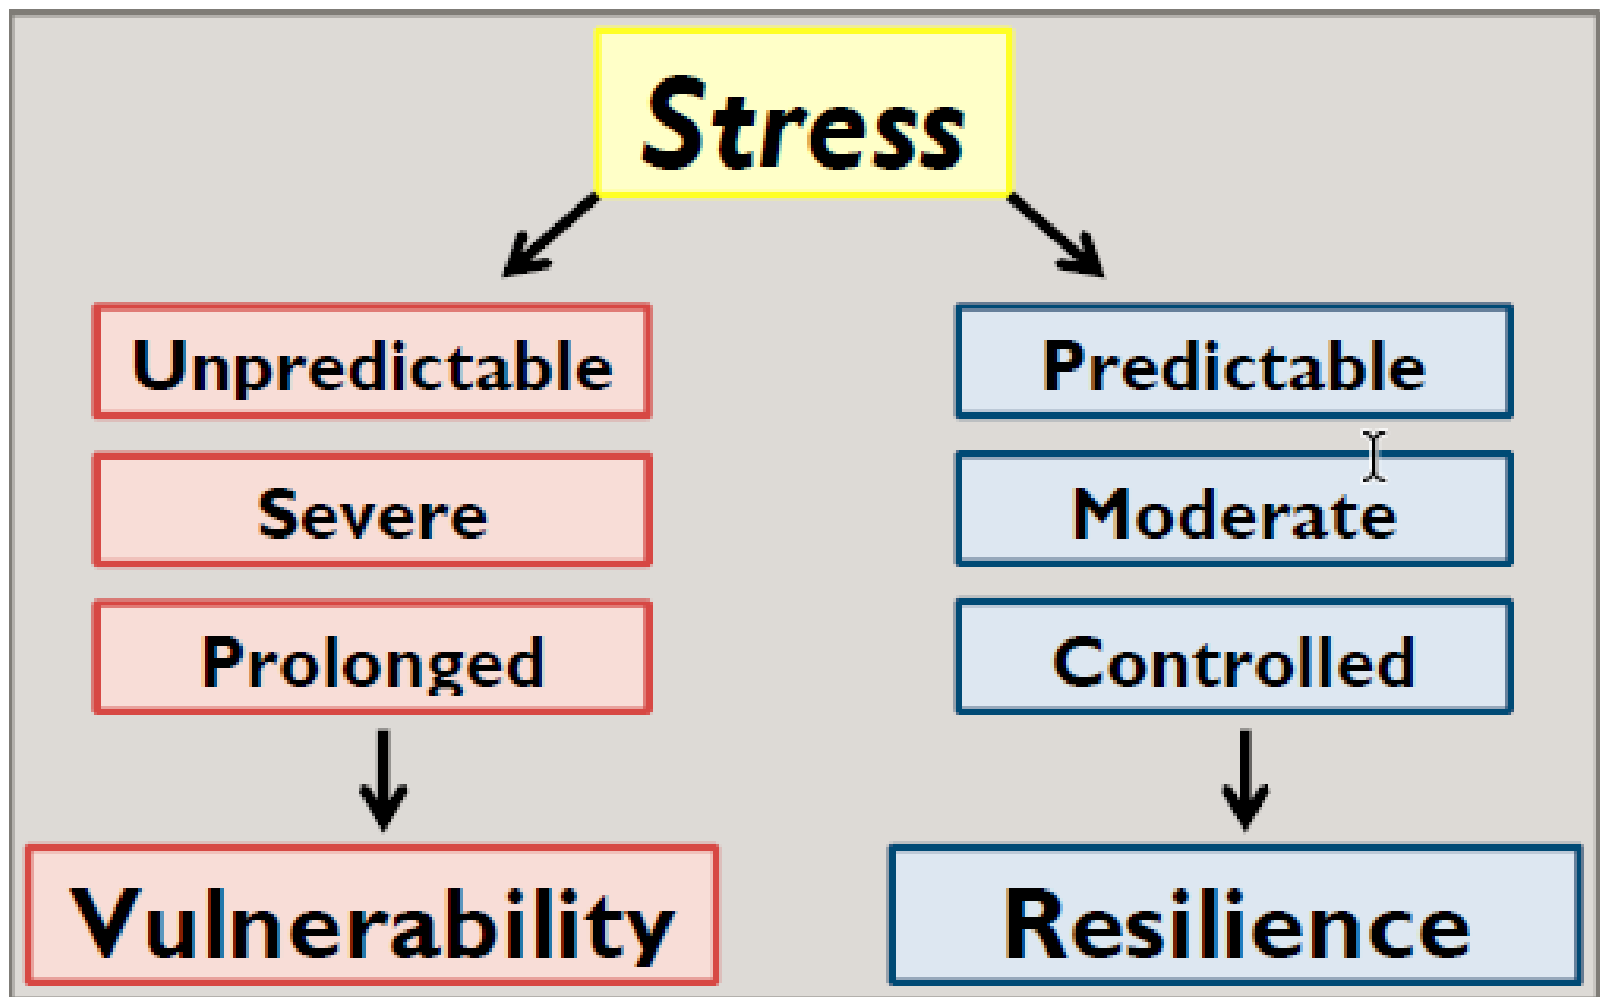 Stress
Unpredictable
Severe
Prolonged
Vulnerability
Predictable
Moderate
Controlled
Resilience